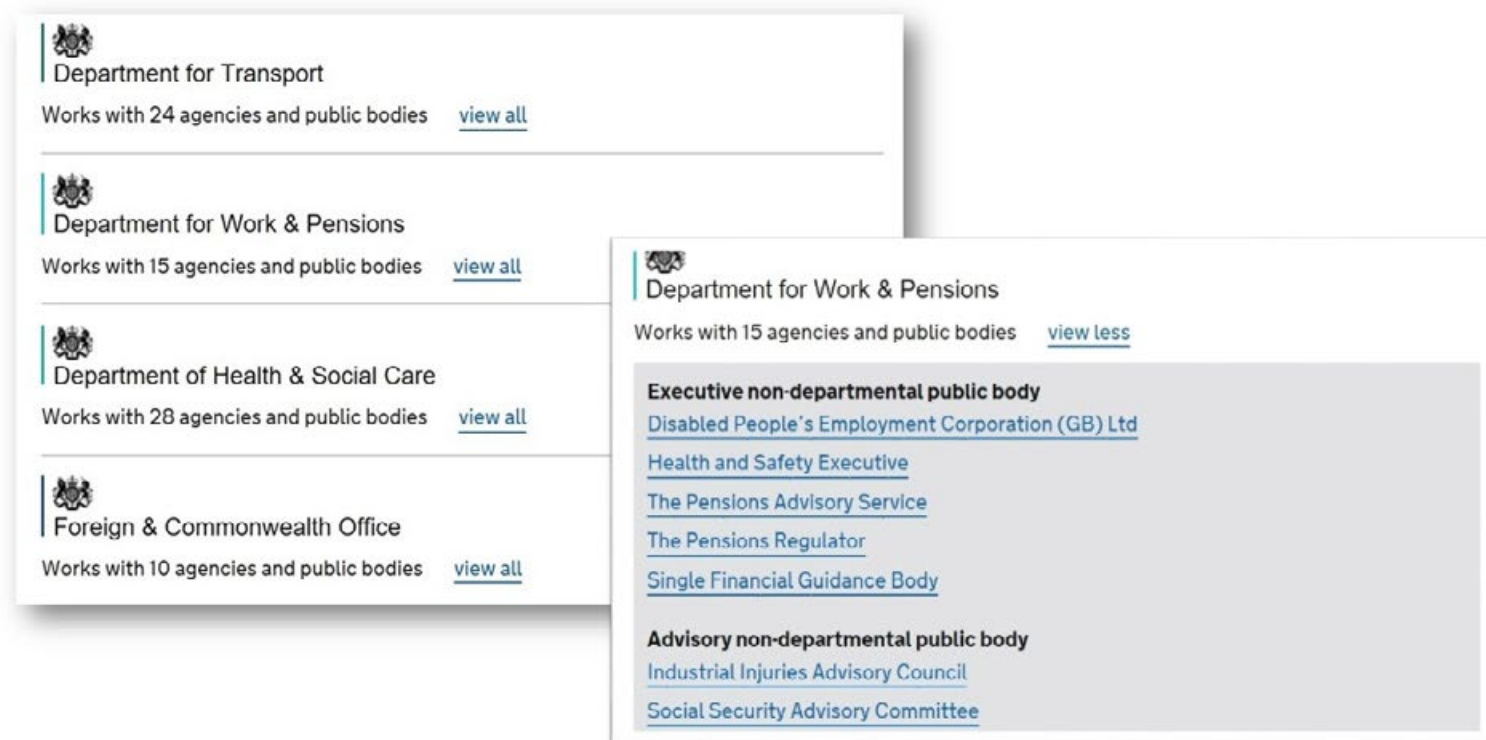 Department for Transport
Works with 24 agencies and public bodies view all
Department for Work & Pensions
Works with 15 agencies and public bodies view all
Department of Health & Social Care
Works with 28 agencies and public bodies view all
Foreign & Commonwealth Office
Works with 10 agencies and public bodies view all
Department for Work & Pensions
Works with 15 agencies and public bodies view less
Executive non-departmental public body
Disabled People's Employment Corporation (GB) Ltd
Health and Safety Executive
The Pensions Advisory Service
The Pensions Regulator
Single Financial Guidance Body
Advisory non-departmental public body
Industrial Injuries Advisory Council
Social Security Advisory Committee